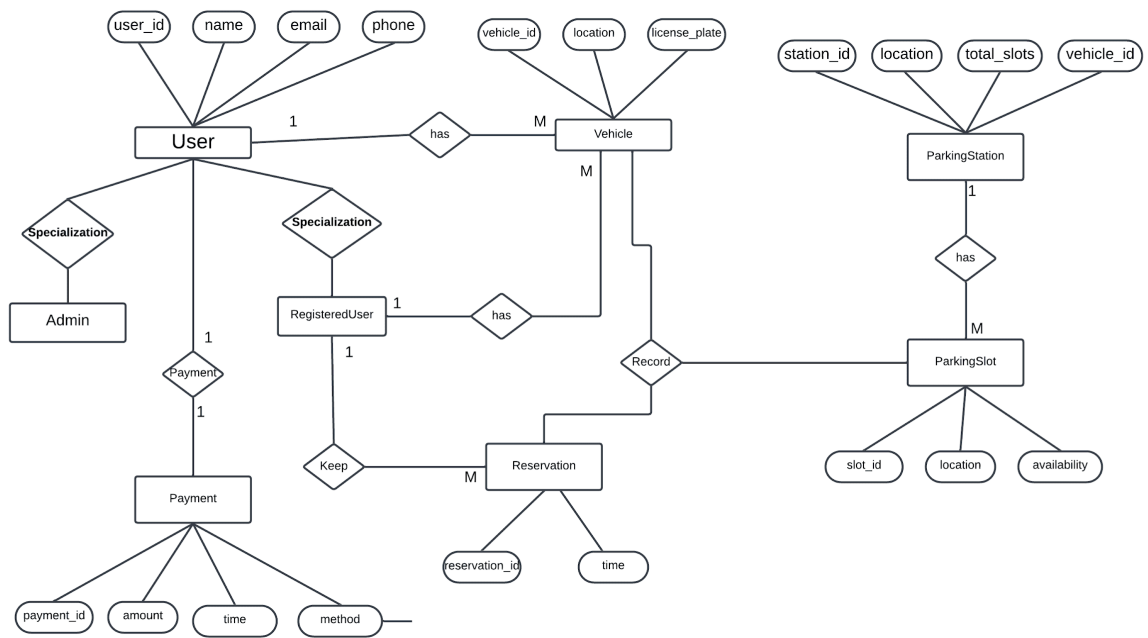 user_id
name
email
phone
vehicle_id
location
license_plate
station_id
location
total_slots
vehicle_id
User
1
has
M
Vehicle
ParkingStation
M
1
Specialization
Specialization
has
Admin
RegisteredUser
1
has
M
1
1
Payment
1
Record
ParkingSlot
Keep
M
Reservation
slot_id
location
availability
Payment
reservation_id
time
payment_id
amount
time
method